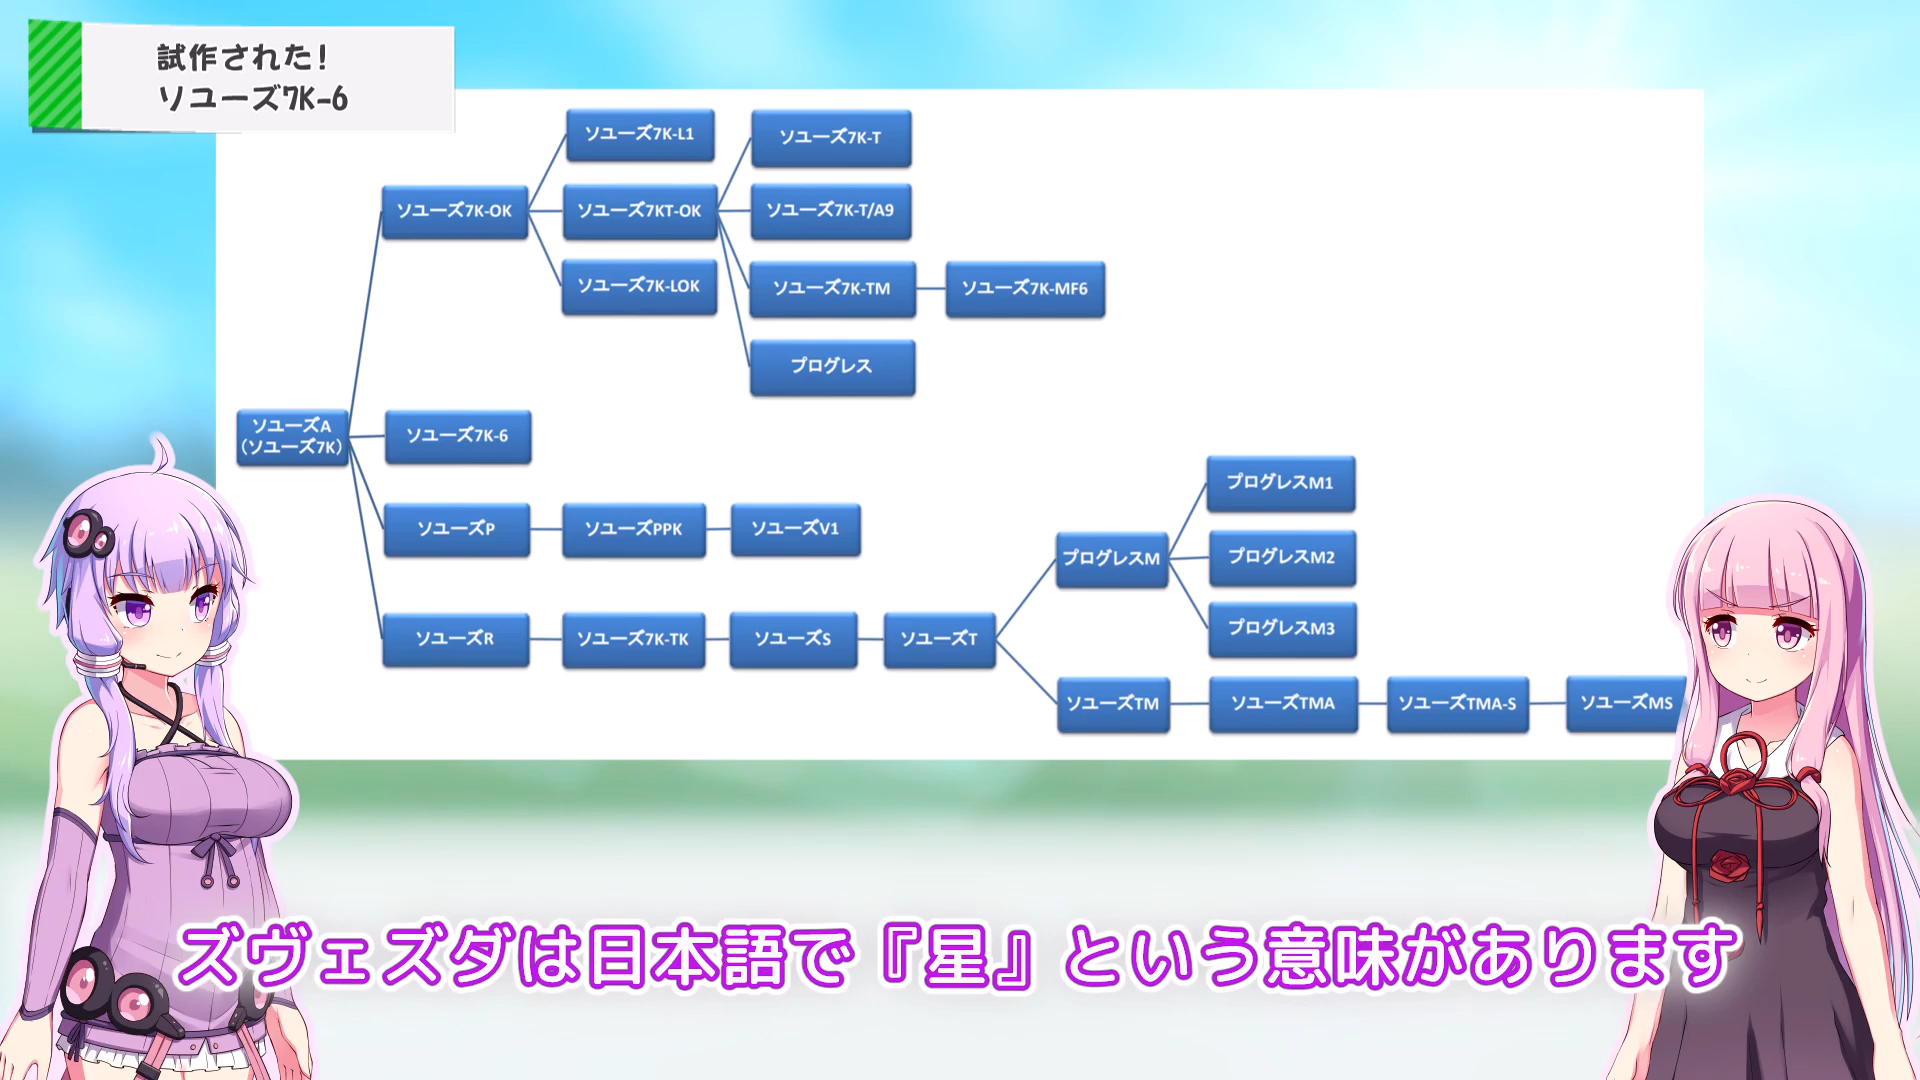 試作された！
ソユーズ7K-6
ソユーズ7K-L1
ソユーズ7K-T
ソユーズ7K-OK
ソユーズ7KT-OK
ソユーズ7K-T/A9
ソユーズ7K-LOK
ソユーズ7K-TM
ソユーズ7K-MF6
プログレス
ソユーズA
（ソユーズ7K）
ソユーズ7K-6
ソユーズP
ソユーズPPK
ソユーズV1
プログレスM1
プログレスM
プログレスM2
プログレスM3
ソユーズR
ソユーズ7K-TK
ソユーズS
ソユーズT
ソユーズTM
ソユーズTMA
ソユーズTMA-S
ソユーズMS
ズヴェズダは日本語で『星』という意味があります